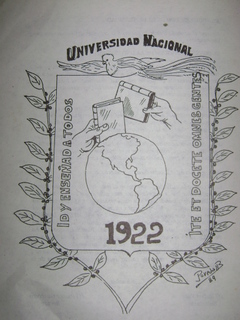 UNIVERSIDAD NACIONAL
ID Y ENSEÑAD A TODOS
ITE ET DOCETE OMNES GENTES
1922